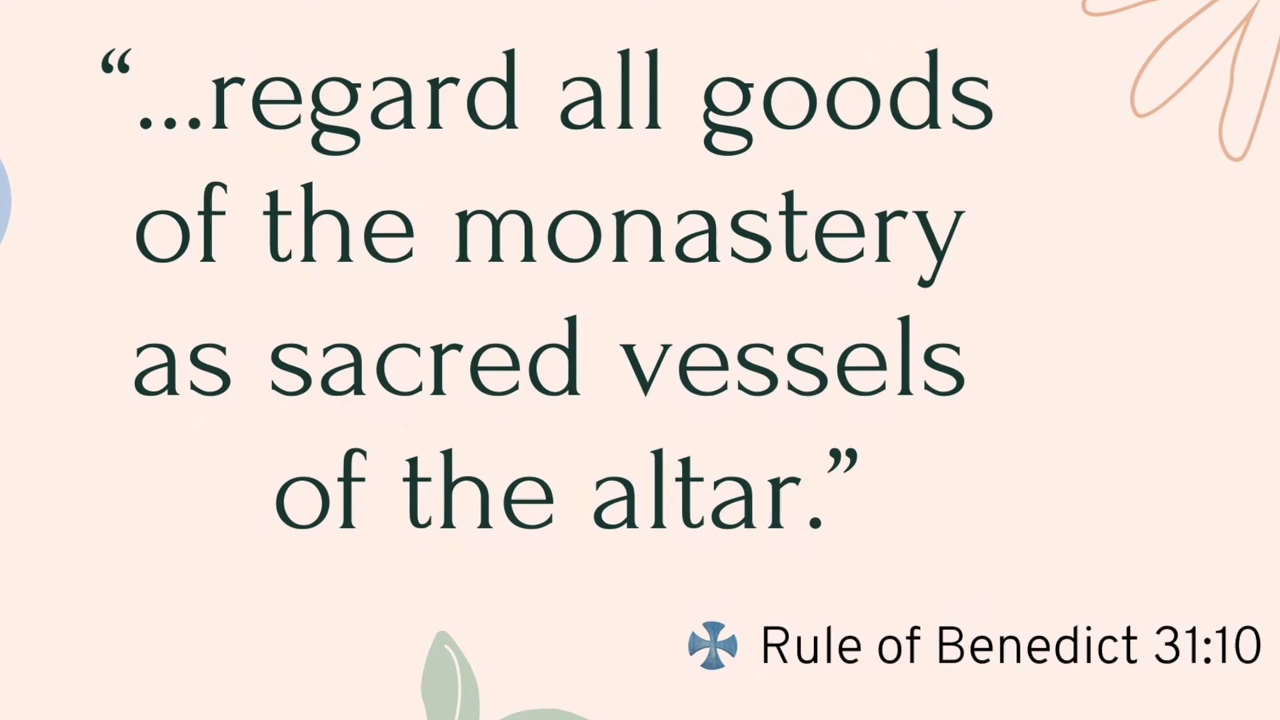 “...regard all goods
of the monastery
as sacred vessels
of the altar.”
Rule of Benedict 31:10